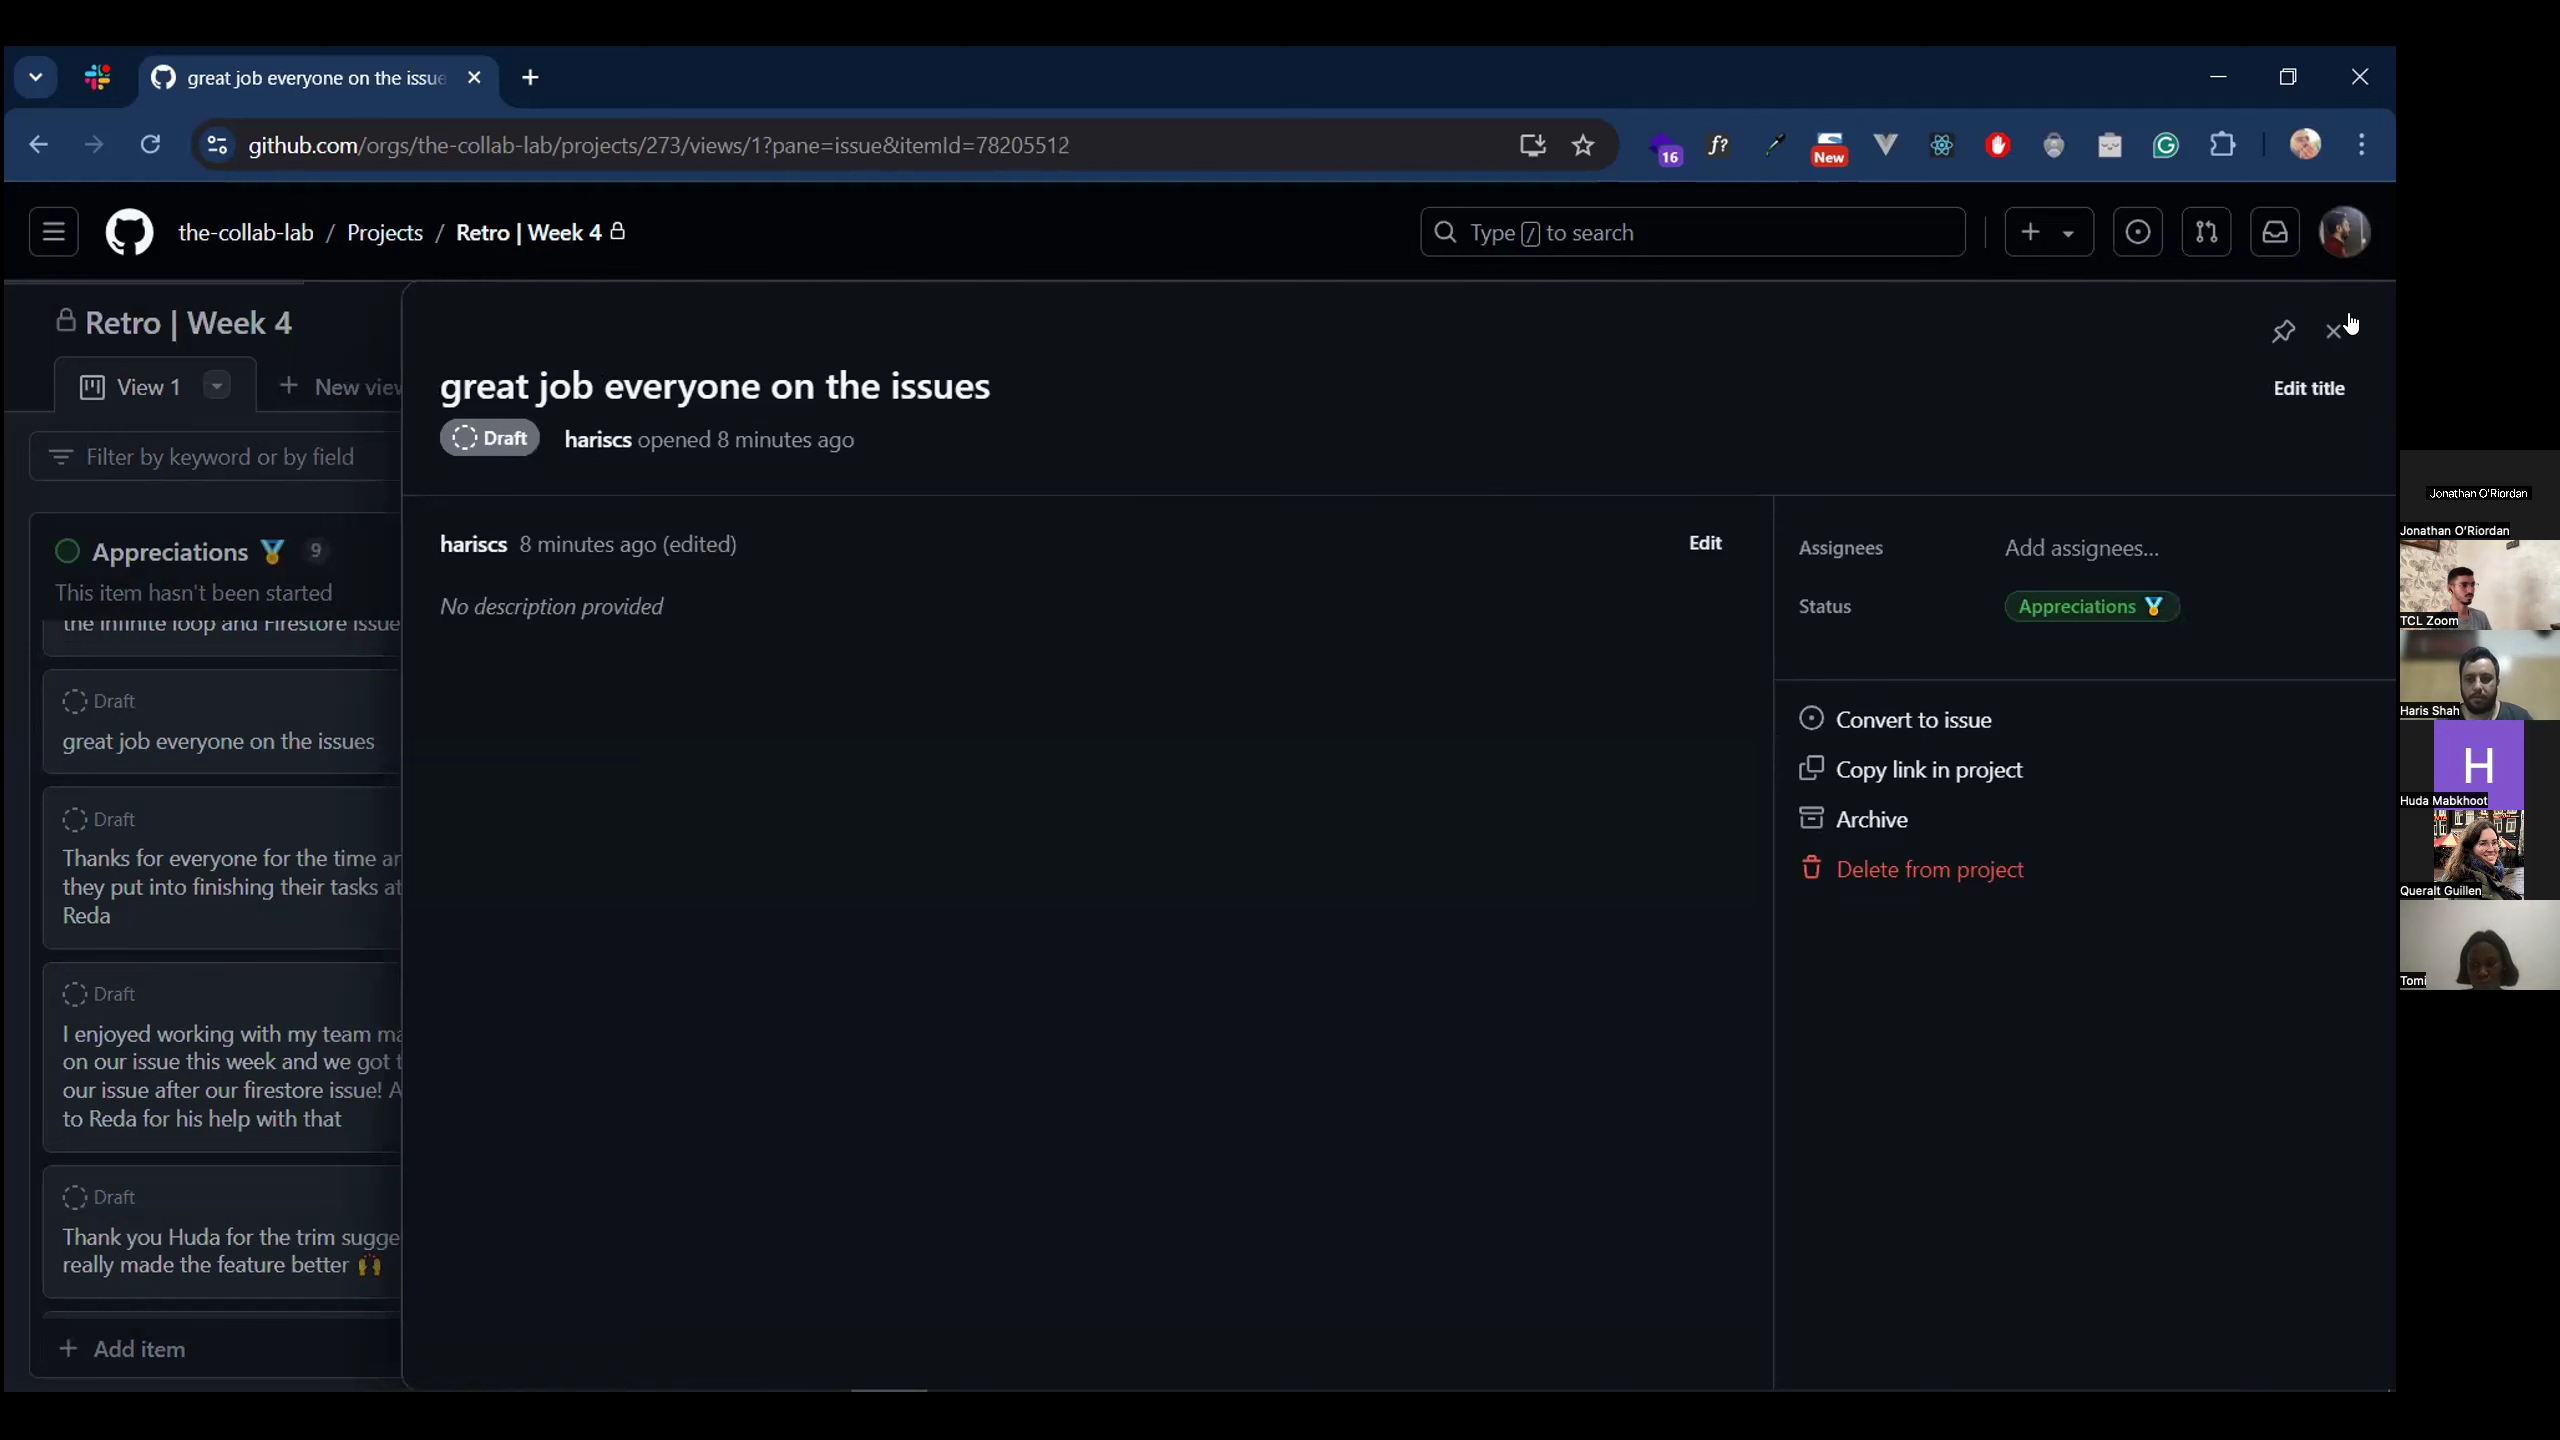 great job everyone on the issue
github.com/orgs/the-collab-lab/projects/273/views/1?pane=issue&itemId=78205512
16
f?
New
the-collab-lab / Projects / Retro | Week 4
Type / to search
Retro | Week 4
View 1
New view
Filter by keyword or by field
Appreciations 🏅 9
This item hasn't been started
the infinite loop and Firestore issue
Draft
great job everyone on the issues
Draft
Thanks for everyone for the time
they put into finishing their tasks
Reda
Draft
I enjoyed working with my team
on our issue this week and we got
our issue after our firestore issue! A
to Reda for his help with that
Draft
Thank you Huda for the trim sugge
really made the feature better 🙌
+ Add item
great job everyone on the issues
Edit title
Draft
hariscs opened 8 minutes ago
hariscs 8 minutes ago (edited)
Edit
No description provided
Assignees
Add assignees...
Status
Appreciations 🏅
Convert to issue
Copy link in project
Archive
Delete from project
Jonathan O'Riordan
Jonathan O'Riordan
TCL Zoom
Haris Shah
H
Huda Mabkhoot
Queralt Guillen
Tomi